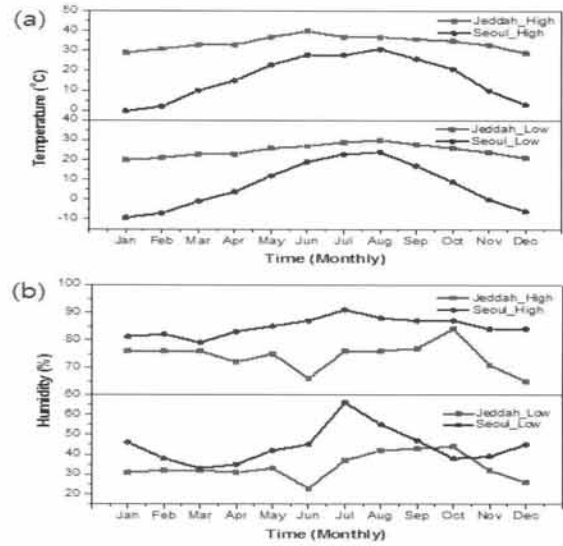 (a)
50
40
30
20
10
0
Jeddah_High
Seoul_High
Temperature (°C)
40
30
20
10
0
-10
Jeddah_Low
Seoul_Low
Jan Feb Mar Apr May Jun Jul Aug Sep Oct Nov Dec
Time (Monthly)
(b)
100
90
80
70
60
Jeddah_High
Seoul_High
Humidity (%)
60
50
40
30
20
Jeddah_Low
Seoul_Low
Jan Feb Mar Apr May Jun Jul Aug Sep Oct Nov Dec
Time (Monthly)